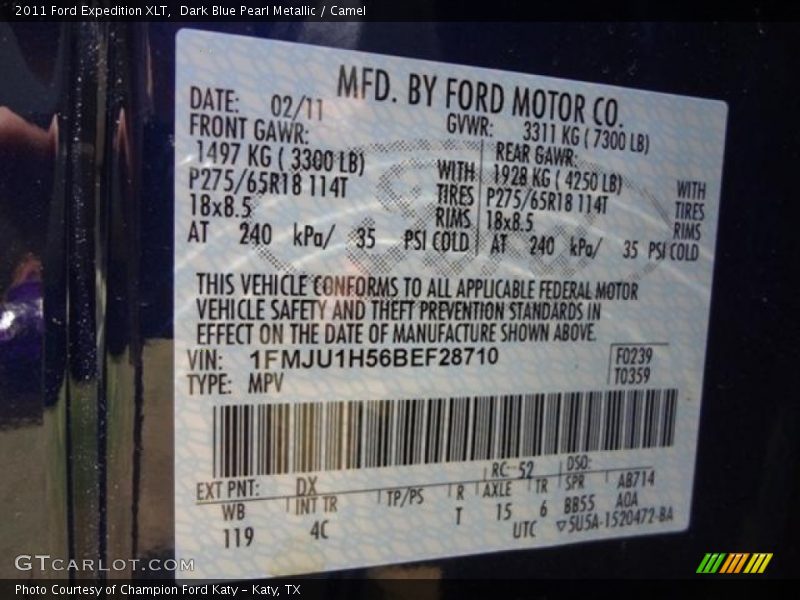 2011 Ford Expedition XLT, Dark Blue Pearl Metallic / Camel
MFD. BY FORD MOTOR CO.
DATE: 02/11
GVWR: 3311 KG ( 7300 LB)
FRONT GAWR:
REAR GAWR:
1497 KG ( 3300 LB)
WITH
1928 KG ( 4250 LB)
WITH
P275/65R18 114T
TIRES
P275/65R18 114T
TIRES
18x8.5
RIMS
18x8.5
RIMS
AT 240 kPa/ 35 PSI COLD
AT 240 kPa/ 35 PSI COLD
THIS VEHICLE CONFORMS TO ALL APPLICABLE FEDERAL MOTOR
VEHICLE SAFETY AND THEFT PREVENTION STANDARDS IN
EFFECT ON THE DATE OF MANUFACTURE SHOWN ABOVE.
VIN: 1FMJU1H56BEF28710
F0239
TYPE: MPV
T0359
EXT PNT: DX
RC: 52
DSO:
WB
INT TR
TP/PS
R
AXLE
TR
SPR
AB714
119
4C
T
15
6
BB55
AOA
UTC
▽5U5A-1520472-BA
GTCARLOT.COM
Photo Courtesy of Champion Ford Katy - Katy, TX